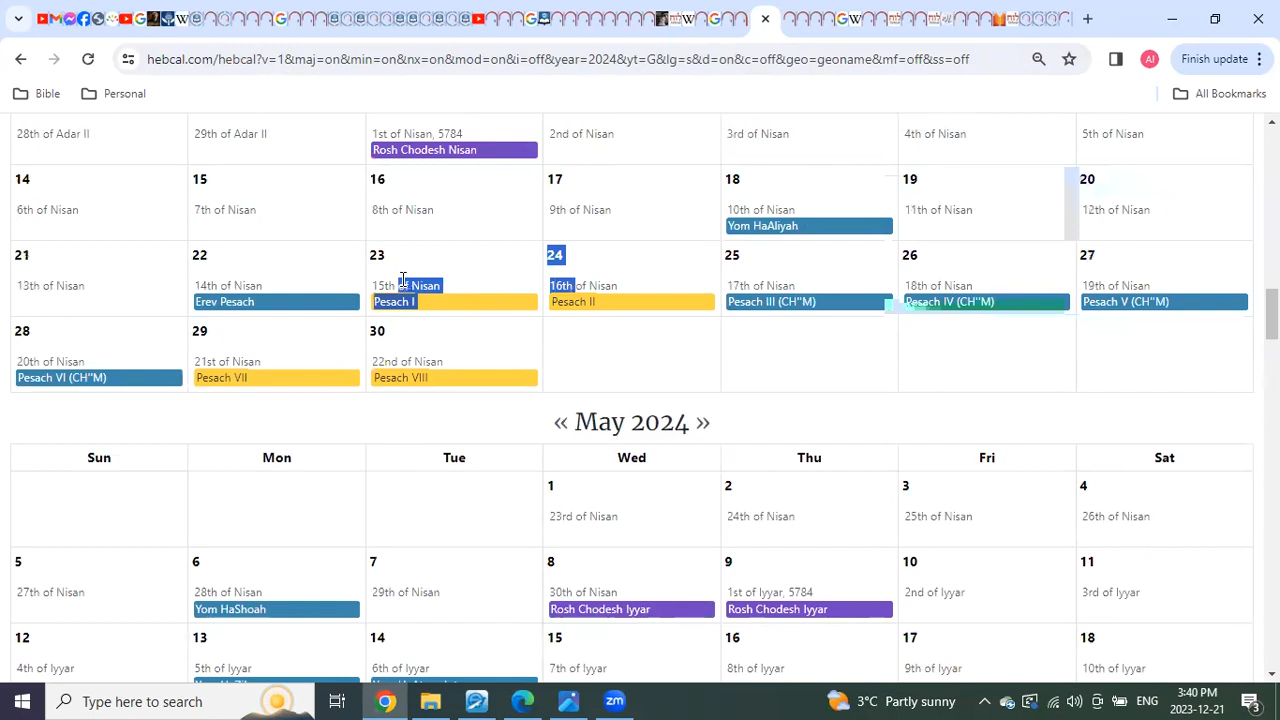 hebcal.com/hebcal?v=1&maj=on&min=on&nx=on&mod=on&i=off&year=2024&yt=G&lg=s&d=on&c=off&geo=geoname&mf=off&ss=off
AI
Finish update
Bible
Personal
All Bookmarks
28th of Adar II
29th of Adar II
1st of Nisan, 5784
2nd of Nisan
3rd of Nisan
4th of Nisan
5th of Nisan
Rosh Chodesh Nisan
14
15
16
17
18
19
20
6th of Nisan
7th of Nisan
8th of Nisan
9th of Nisan
10th of Nisan
11th of Nisan
12th of Nisan
Yom HaAliyah
21
22
23
24
25
26
27
13th of Nisan
14th of Nisan
15th of Nisan
16th of Nisan
17th of Nisan
18th of Nisan
19th of Nisan
Erev Pesach
Pesach I
Pesach II
Pesach III (CH''M)
Pesach IV (CH''M)
Pesach V (CH''M)
28
29
30
20th of Nisan
21st of Nisan
22nd of Nisan
Pesach VI (CH''M)
Pesach VII
Pesach VIII
« May 2024 »
Sun
Mon
Tue
Wed
Thu
Fri
Sat
1
2
3
4
23rd of Nisan
24th of Nisan
25th of Nisan
26th of Nisan
5
6
7
8
9
10
11
27th of Nisan
28th of Nisan
29th of Nisan
30th of Nisan
1st of Iyyar, 5784
2nd of Iyyar
3rd of Iyyar
Yom HaShoah
Rosh Chodesh Iyyar
Rosh Chodesh Iyyar
12
13
14
15
16
17
18
4th of Iyyar
5th of Iyyar
6th of Iyyar
7th of Iyyar
8th of Iyyar
9th of Iyyar
10th of Iyyar
Type here to search
3°C Partly sunny
ENG
3:40 PM
2023-12-21
3